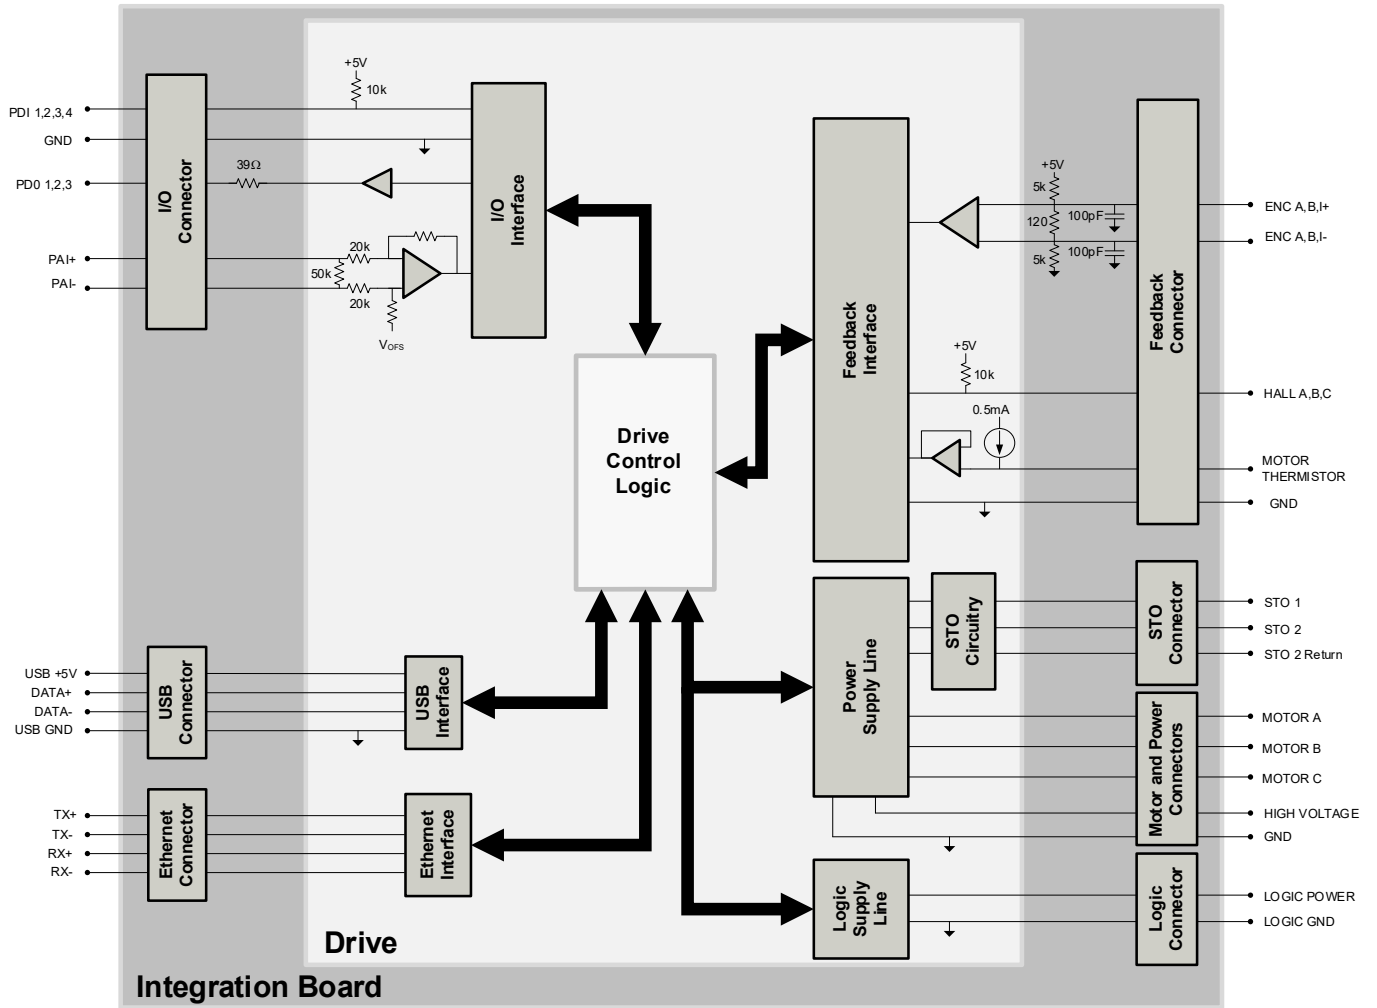 PDI 1,2,3,4
GND
PD0 1,2,3
PAI+
PAI-
I/O
Connector
39Ω
+5V
10k
20k
50k
20k
VOFS
I/O
Interface
Drive
Control
Logic
Feedback
Interface
+5V
5k
120
5k
100pF
100pF
+5V
10k
0.5mA
Feedback
Connector
ENC A,B,I+
ENC A,B,I-
HALL A,B,C
MOTOR
THERMISTOR
GND
USB +5V
DATA+
DATA-
USB GND
USB
Connector
USB
Interface
TX+
TX-
RX+
RX-
Ethernet
Connector
Ethernet
Interface
Power
Supply Line
STO
Circuitry
STO
Connector
STO 1
STO 2
STO 2 Return
Motor and Power
Connectors
MOTOR A
MOTOR B
MOTOR C
HIGH VOLTAGE
GND
Logic
Supply
Line
Logic
Connector
LOGIC POWER
LOGIC GND
Drive
Integration Board